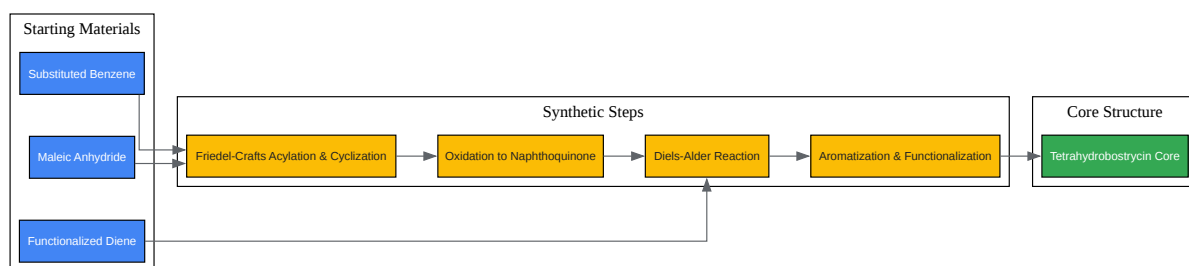 Starting Materials
Substituted Benzene
Maleic Anhydride
Functionalized Diene
Synthetic Steps
Friedel-Crafts Acylation & Cyclization
Oxidation to Naphthoquinone
Diels-Alder Reaction
Aromatization & Functionalization
Core Structure
Tetrahydrobostrycin Core